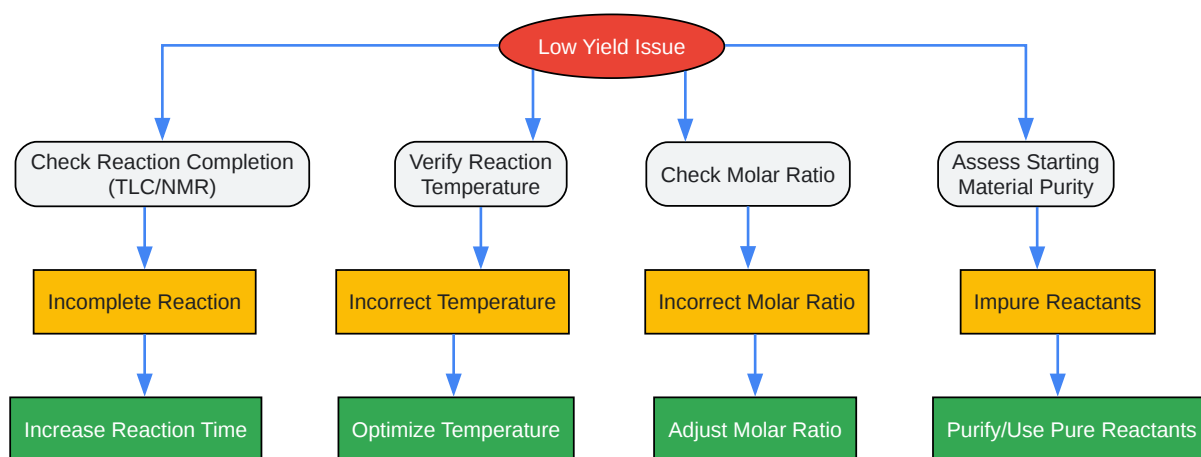 Low Yield Issue
Check Reaction Completion
(TLC/NMR)
Verify Reaction
Temperature
Check Molar Ratio
Assess Starting
Material Purity
Incomplete Reaction
Incorrect Temperature
Incorrect Molar Ratio
Impure Reactants
Increase Reaction Time
Optimize Temperature
Adjust Molar Ratio
Purify/Use Pure Reactants